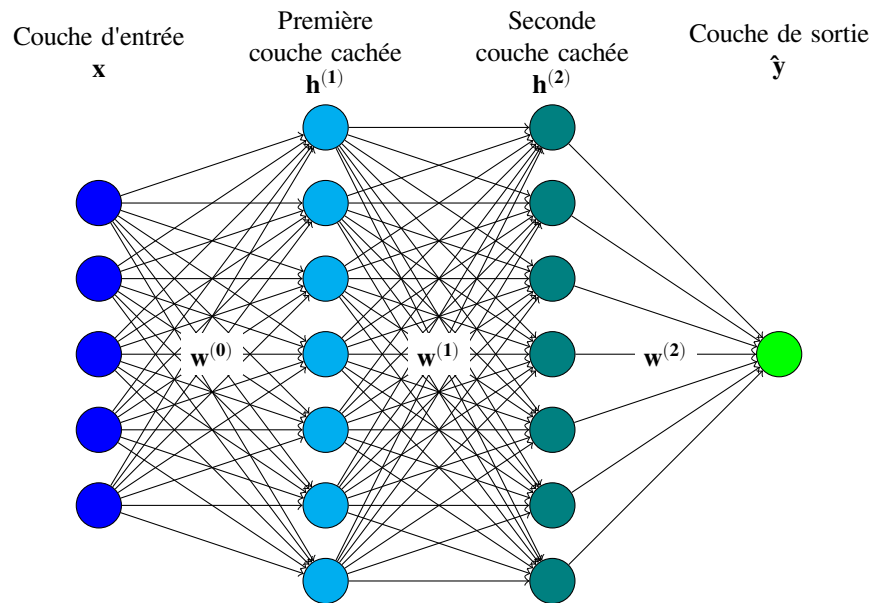 Couche d'entrée
x
Première
couche cachée
h(1)
Seconde
couche cachée
h(2)
Couche de sortie
ŷ
w(0)
w(1)
w(2)